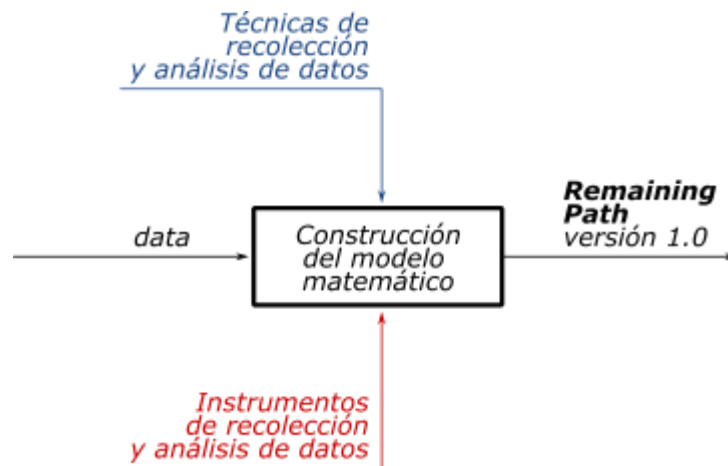 Técnicas de
recolección
y análisis de datos
Remaining
Path
versión 1.0
data
Construcción
del modelo
matemático
Instrumentos
de recolección
y análisis de datos